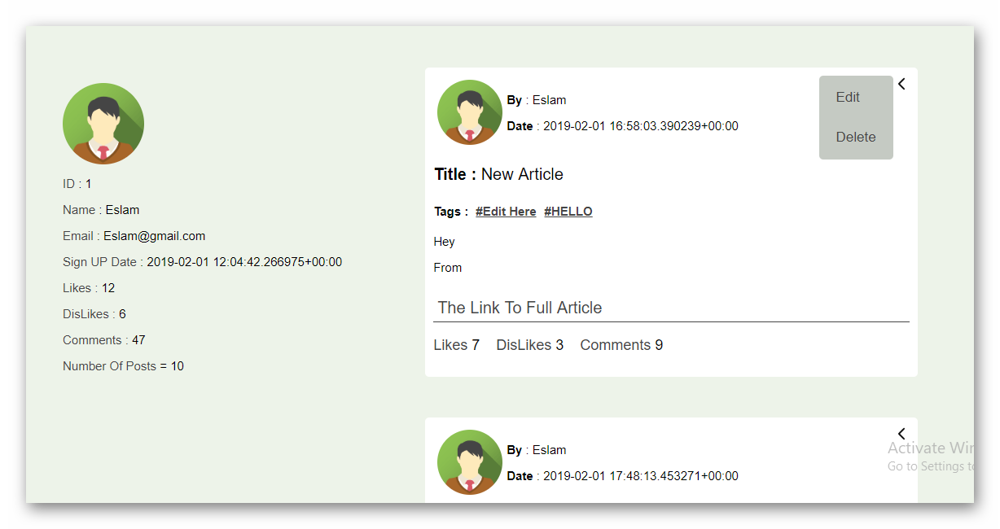 ID : 1
Name : Eslam
Email : Eslam@gmail.com
Sign UP Date : 2019-02-01 12:04:42.266975+00:00
Likes : 12
DisLikes : 6
Comments : 47
Number Of Posts = 10
By : Eslam
Date : 2019-02-01 16:58:03.390239+00:00
Edit
Delete
Title : New Article
Tags : #Edit Here #HELLO
Hey
From
The Link To Full Article
Likes 7 DisLikes 3 Comments 9
By : Eslam
Date : 2019-02-01 17:48:13.453271+00:00
Activate Wi
Go to Settings t